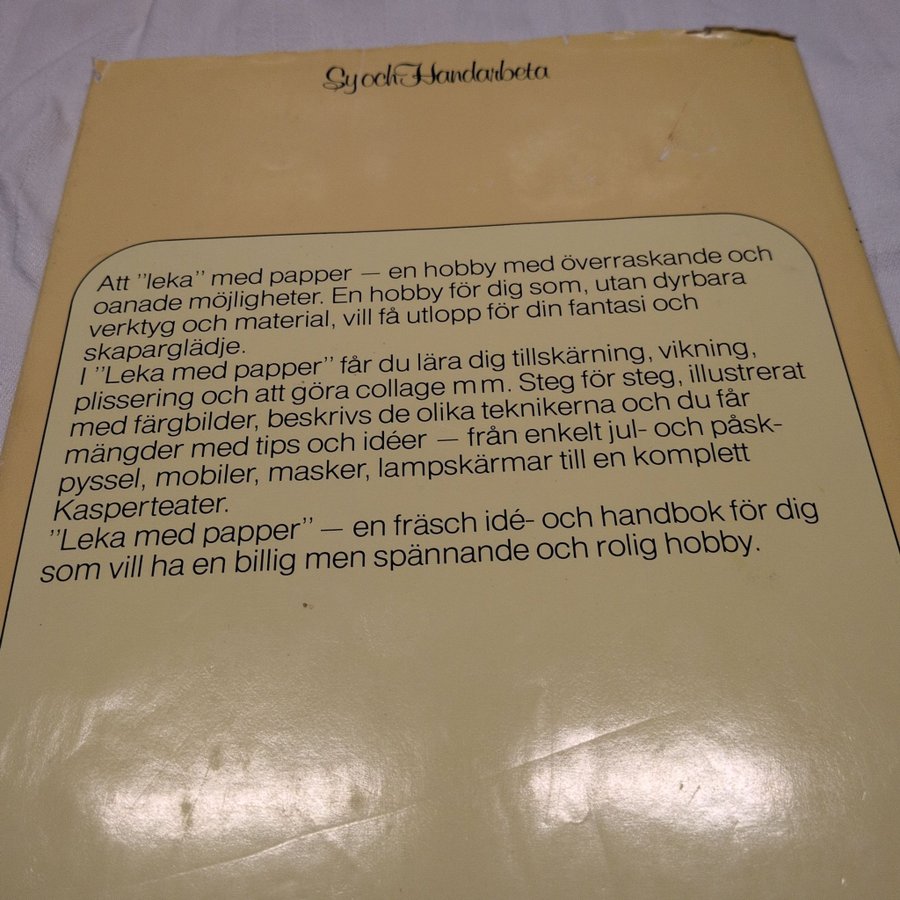 Sy och Handarbeta
Att "leka" med papper — en hobby med överraskande och
oanade möjligheter. En hobby för dig som, utan dyrbara
verktyg och material, vill få utlopp för din fantasi och
skaparglädje.
I "Leka med papper" får du lära dig tillskärning, vikning,
plissering och att göra collage m m. Steg för steg, illustrerat
med färgbilder, beskrivs de olika teknikerna och du får
mängder med tips och idéer — från enkelt jul- och påsk-
pyssel, mobiler, masker, lampskärmar till en komplett
Kasperteater.
"Leka med papper" — en fräsch idé- och handbok för dig
som vill ha en billig men spännande och rolig hobby.